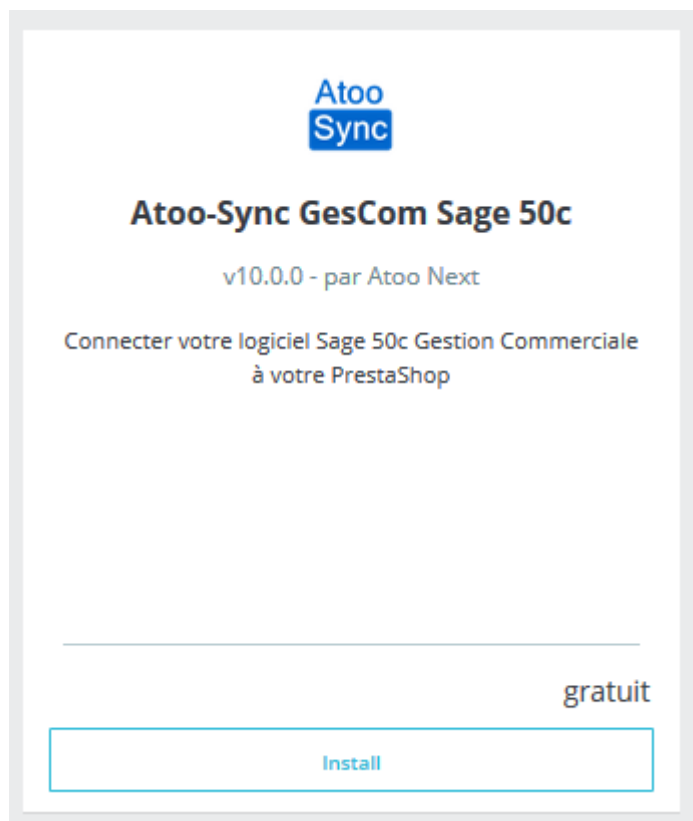 Atoo
Sync
Atoo-Sync GesCom Sage 50c
v10.0.0 - par Atoo Next
Connecter votre logiciel Sage 50c Gestion Commerciale
à votre PrestaShop
gratuit
Install